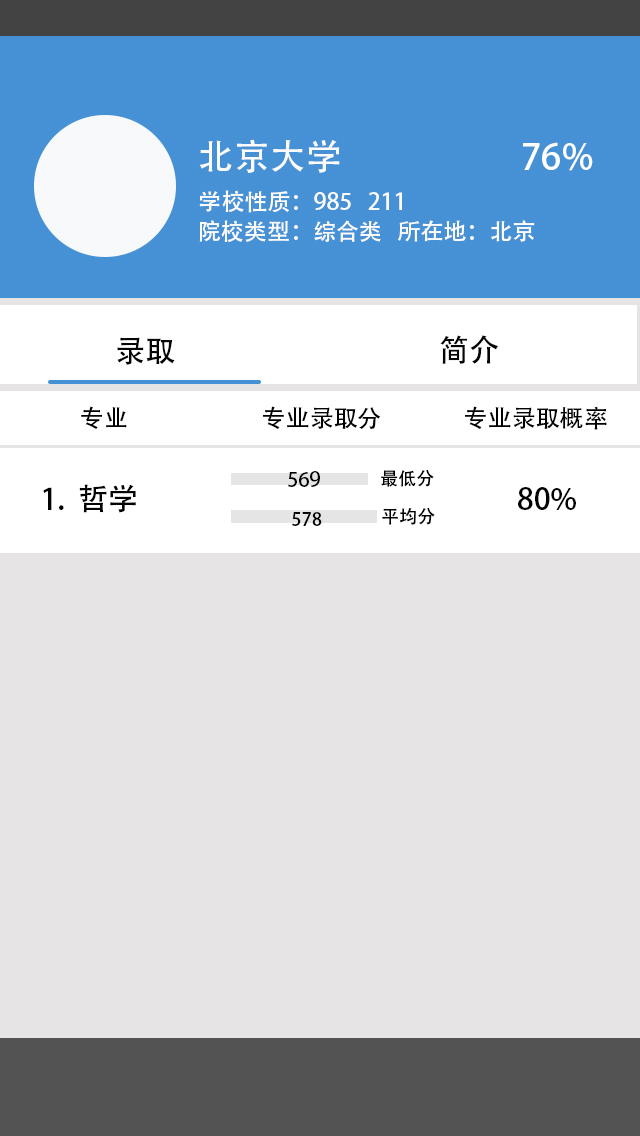 北京大学 76%
学校性质：985 211
院校类型：综合类 所在地：北京
录取 简介
专业 专业录取分 专业录取概率
569 最低分
1. 哲学 80%
578 平均分